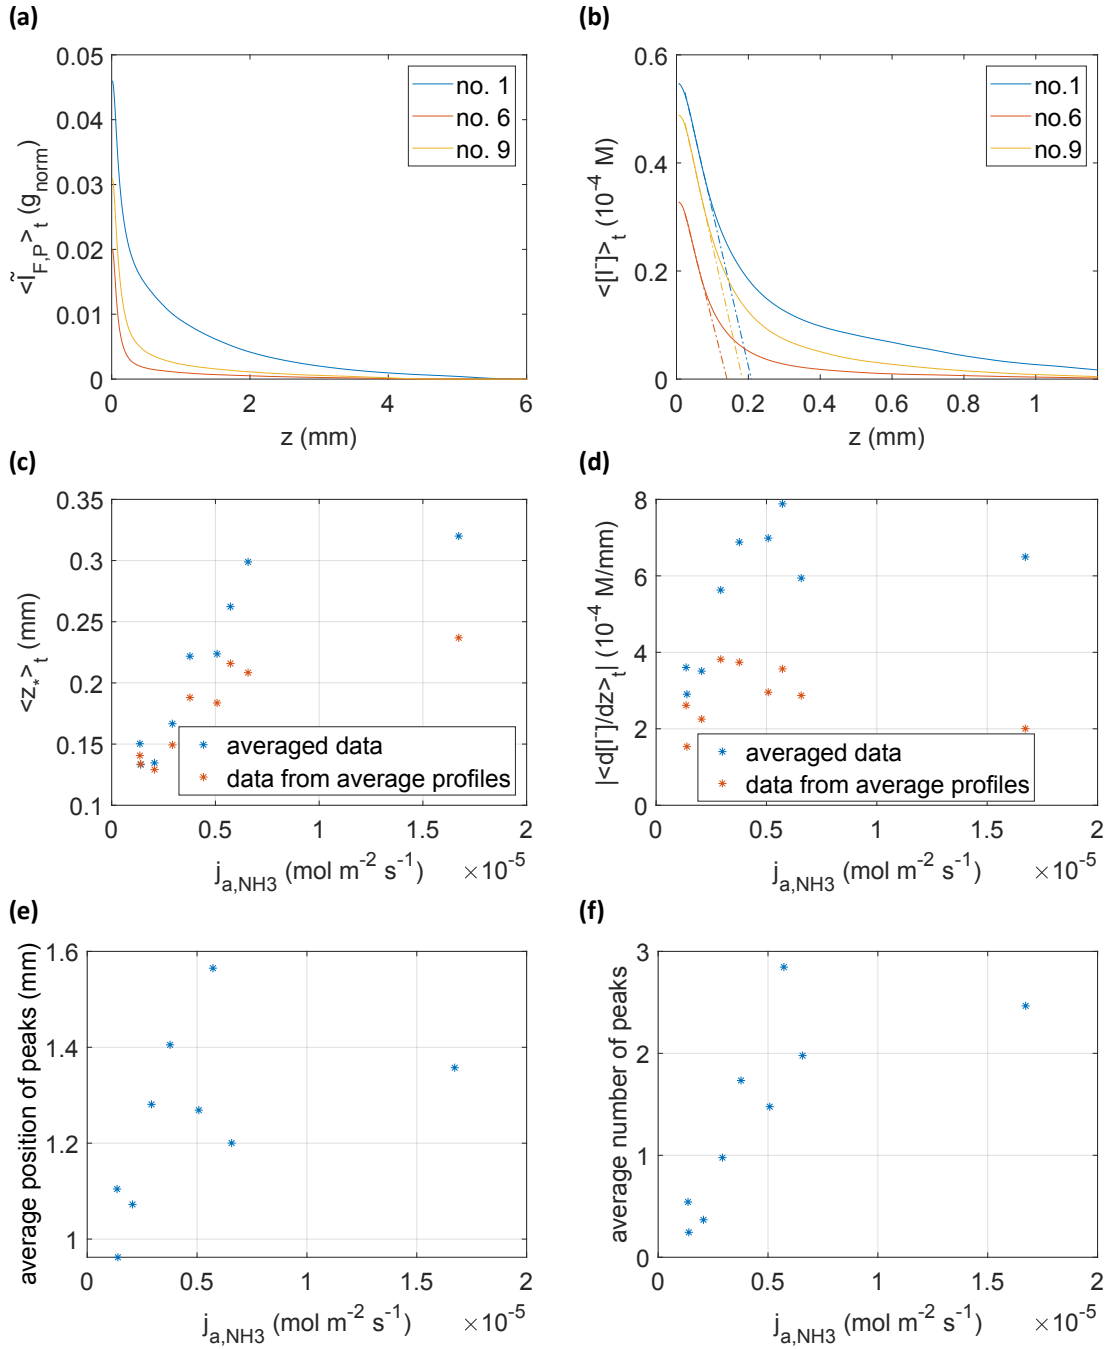 (a)
0.05
0.04
0.03
0.02
0.01
0
0 2 4 6
z (mm)
<Ĩ_F,P>_t (g_norm)
no. 1
no. 6
no. 9
(b)
0.6
0.4
0.2
0
0 0.2 0.4 0.6 0.8 1
z (mm)
<[I⁻]>_t (10⁻⁴ M)
no.1
no.6
no.9
(c)
0.35
0.3
0.25
0.2
0.15
0.1
0 0.5 1 1.5 2
×10⁻⁵
j_a,NH3 (mol m⁻² s⁻¹)
<z_*>_t (mm)
averaged data
data from average profiles
(d)
8
6
4
2
0
0 0.5 1 1.5 2
×10⁻⁵
j_a,NH3 (mol m⁻² s⁻¹)
|<d[I⁻]/dz>_t| (10⁻⁴ M/mm)
averaged data
data from average profiles
(e)
1.6
1.4
1.2
1
0 0.5 1 1.5 2
×10⁻⁵
j_a,NH3 (mol m⁻² s⁻¹)
average position of peaks (mm)
(f)
3
2
1
0
0 0.5 1 1.5 2
×10⁻⁵
j_a,NH3 (mol m⁻² s⁻¹)
average number of peaks